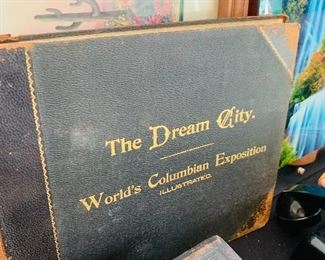 The Dream City.
World's Columbian Exposition
ILLUSTRATED.